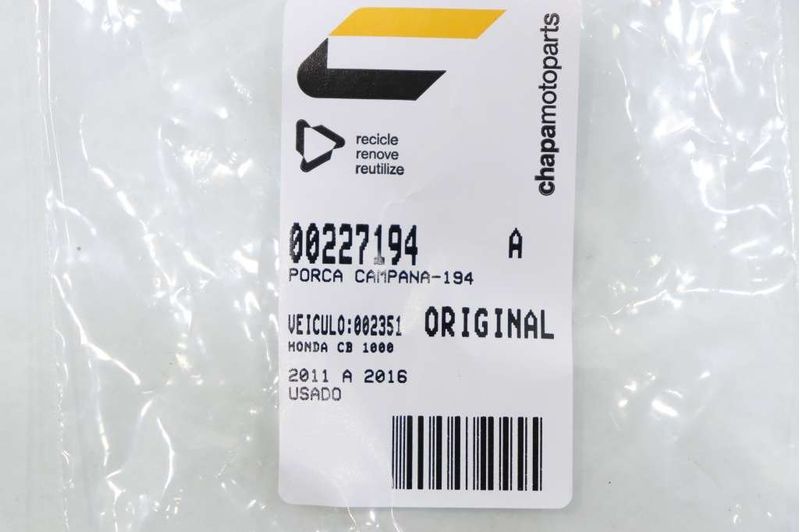 chapamotoparts
recicle
renove
reutilize
00227194 A
PORCA CAMPANA-194
VEICULO:002351 ORIGINAL
HONDA CB 1000
2011 A 2016
USADO